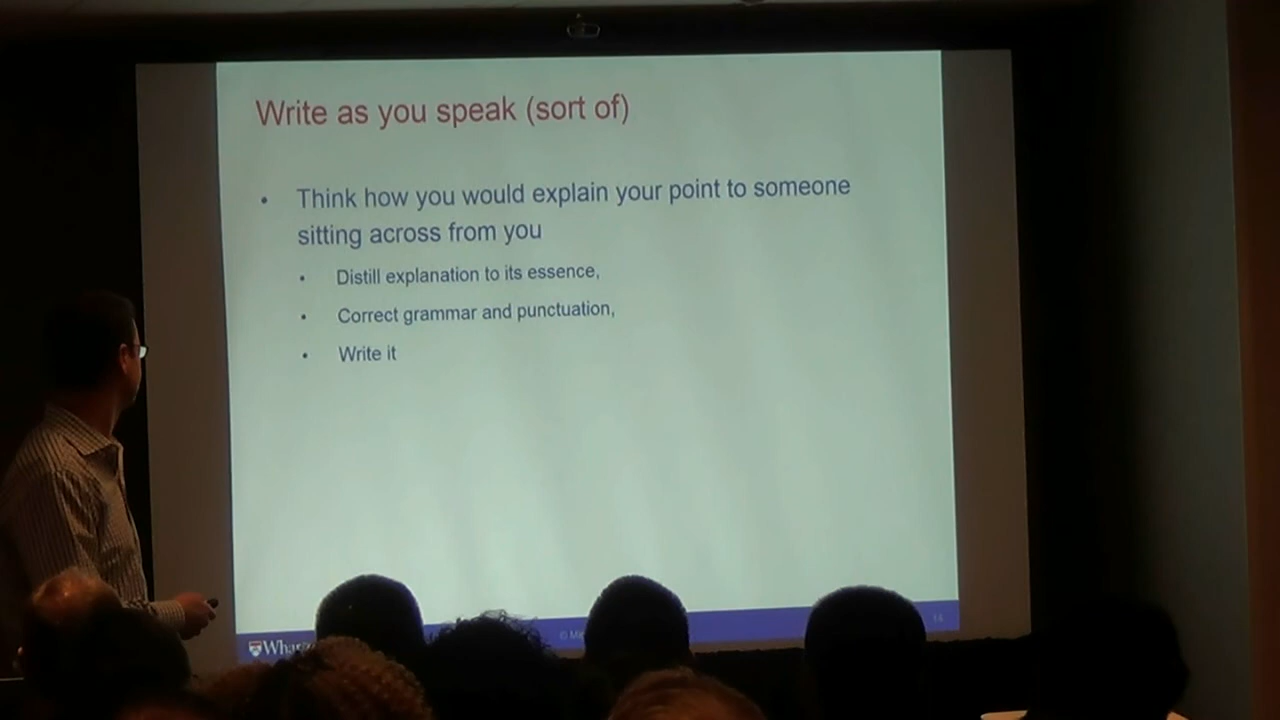 Write as you speak (sort of)
• Think how you would explain your point to someone
sitting across from you
• Distill explanation to its essence,
• Correct grammar and punctuation,
• Write it